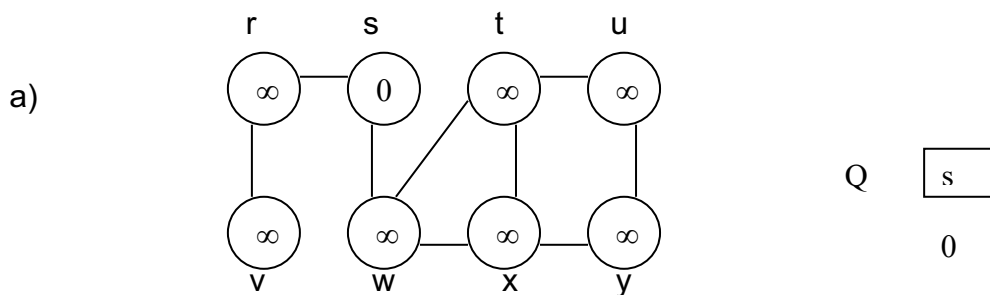 r s t u
a)
∞ 0 ∞ ∞
Q s
∞ ∞ ∞ ∞
0
v w x y